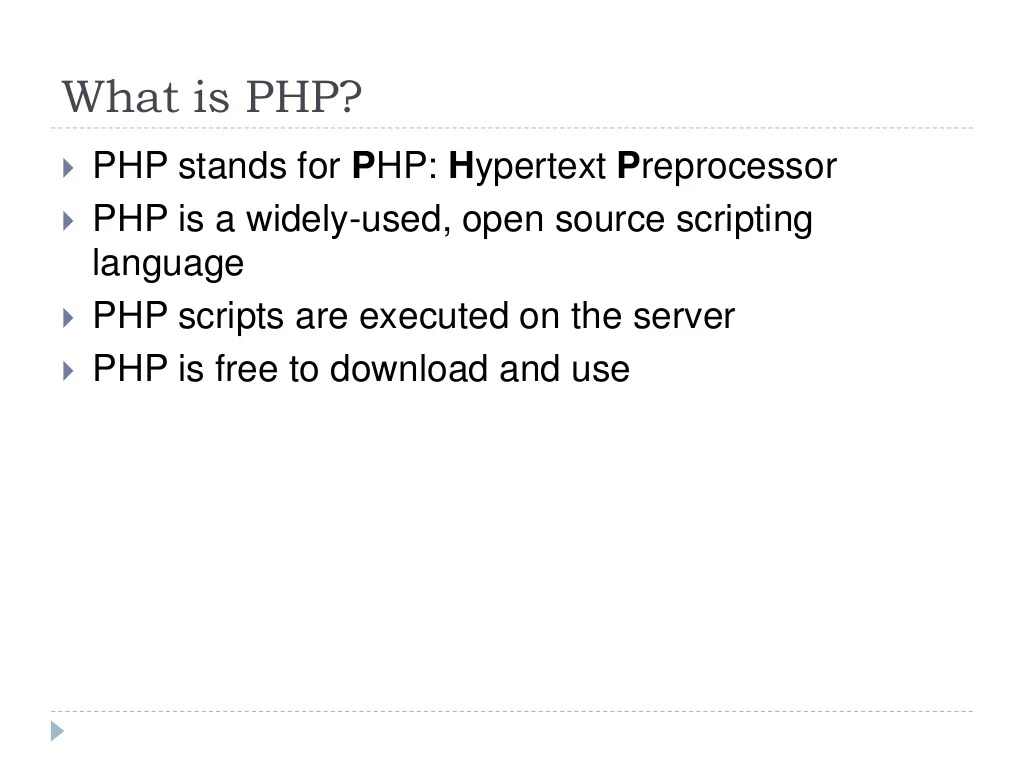 What is PHP?
PHP stands for PHP: Hypertext Preprocessor
PHP is a widely-used, open source scripting
language
PHP scripts are executed on the server
PHP is free to download and use